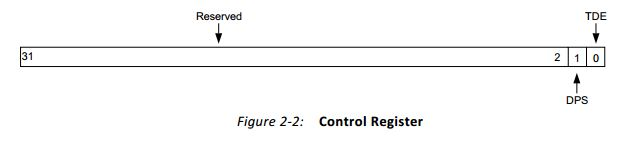 Reserved
TDE
31
2
1
0
DPS
Figure 2-2: Control Register